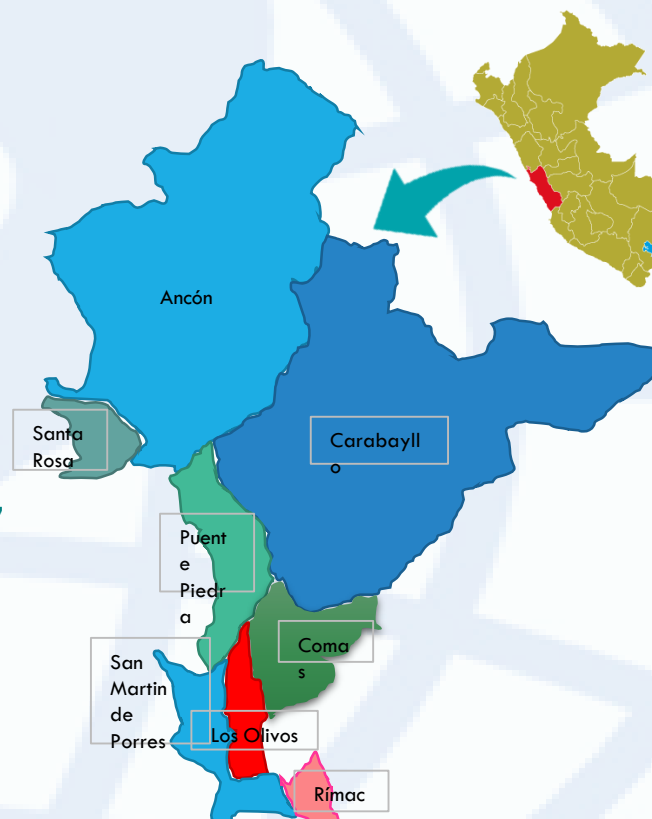 Ancón
Santa
Rosa
Carabayll
o
Puent
e
Piedr
a
Coma
s
San
Martin
de
Porres
Los Olivos
Rímac